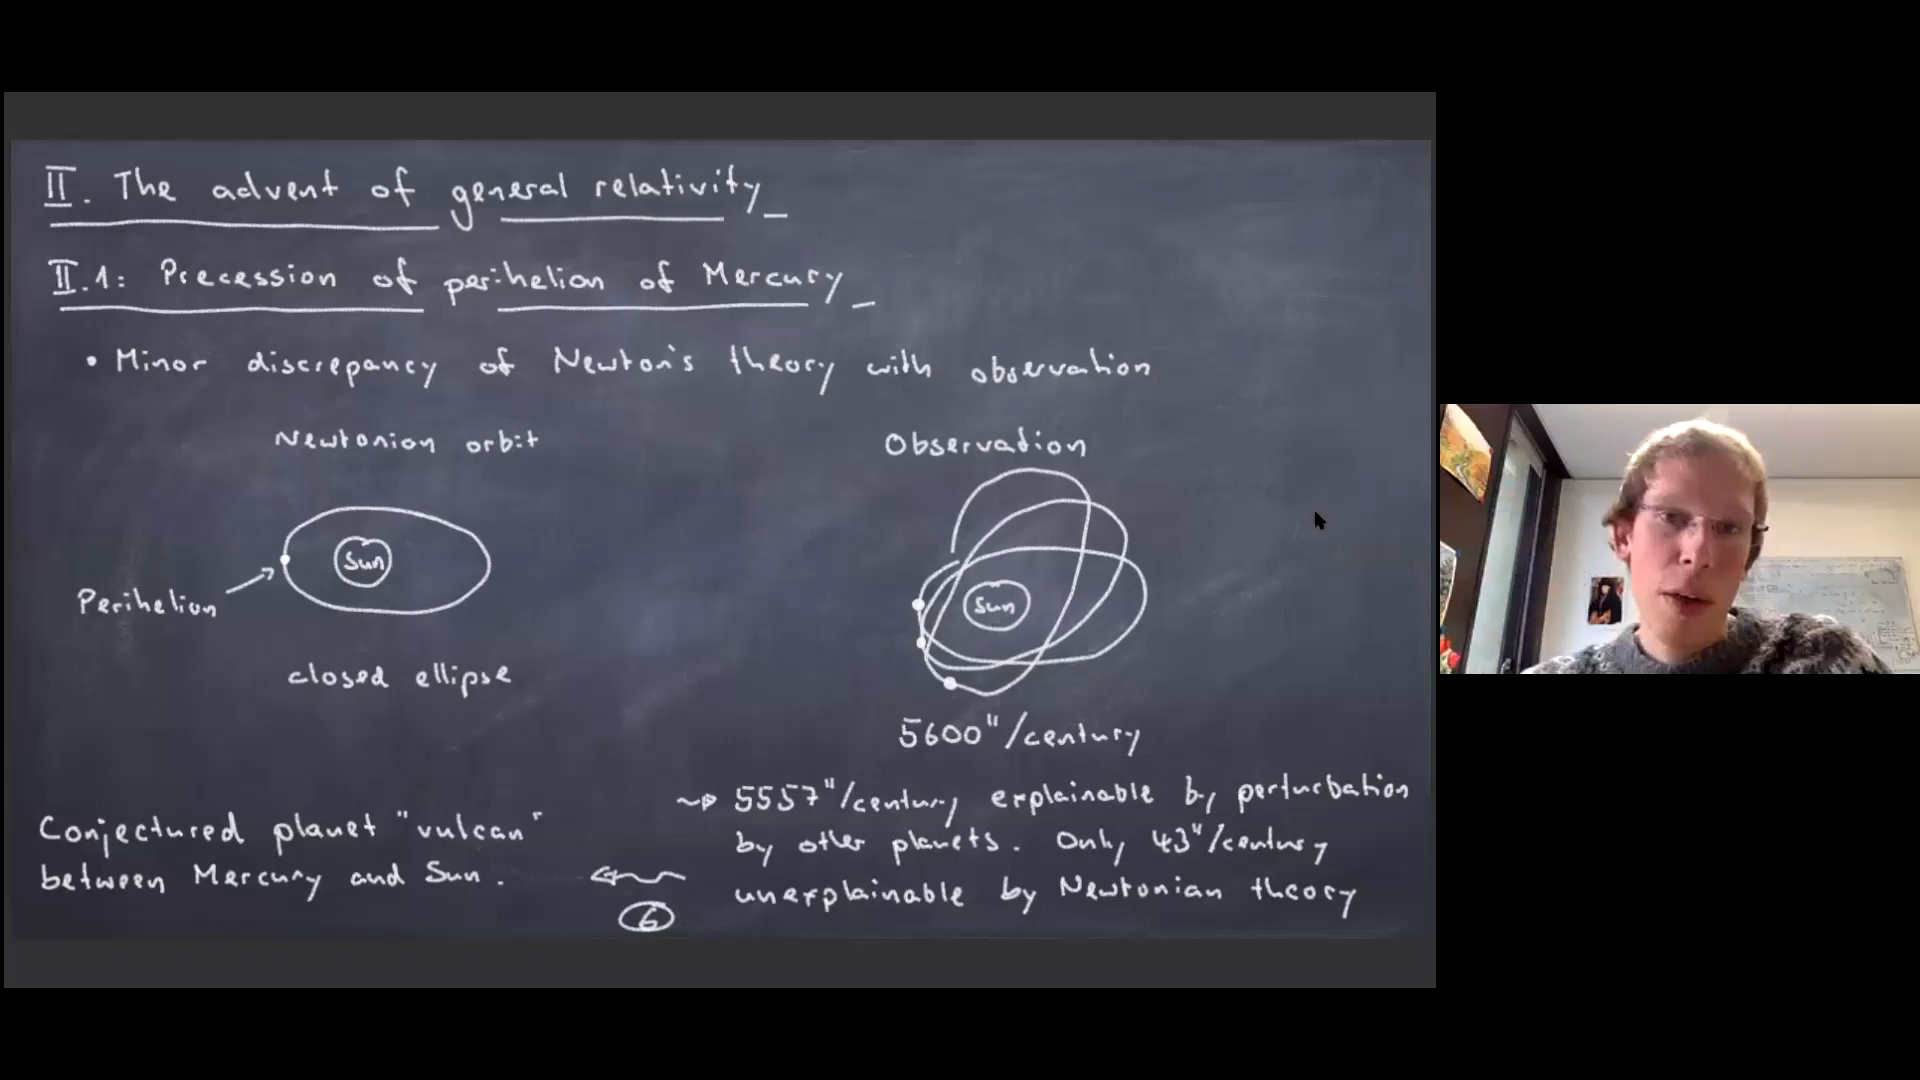 II. The advent of general relativity
II.1: Precession of perihelion of Mercury
• Minor discrepancy of Newton's theory with observation
Newtonian orbit
Observation
Sun
Perihelion
Sun
closed ellipse
5600"/century
~> 5557"/century explainable by perturbation
by other planets. Only 43"/century
unexplainable by Newtonian theory
Conjectured planet "vulcan"
between Mercury and Sun.
6